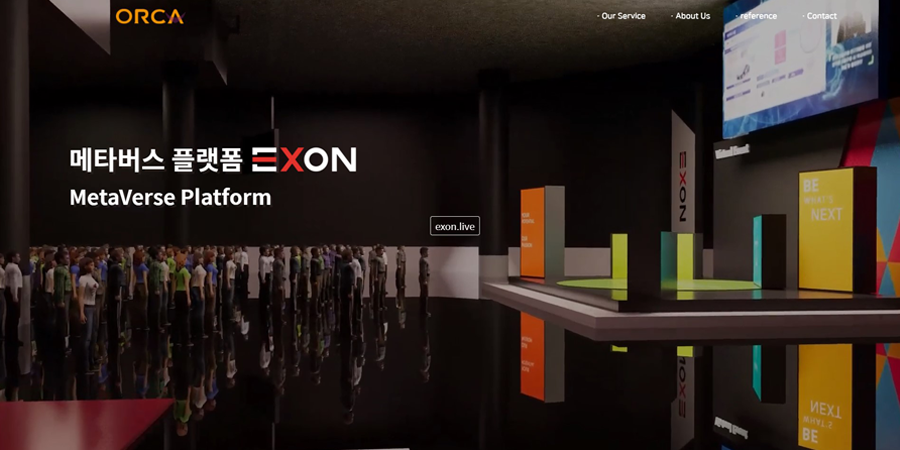 ORCA
· Our Service · About Us · reference · Contact
메타버스 플랫폼 EXON
MetaVerse Platform
exon.live
EXON
BE
WHAT'S
NEXT